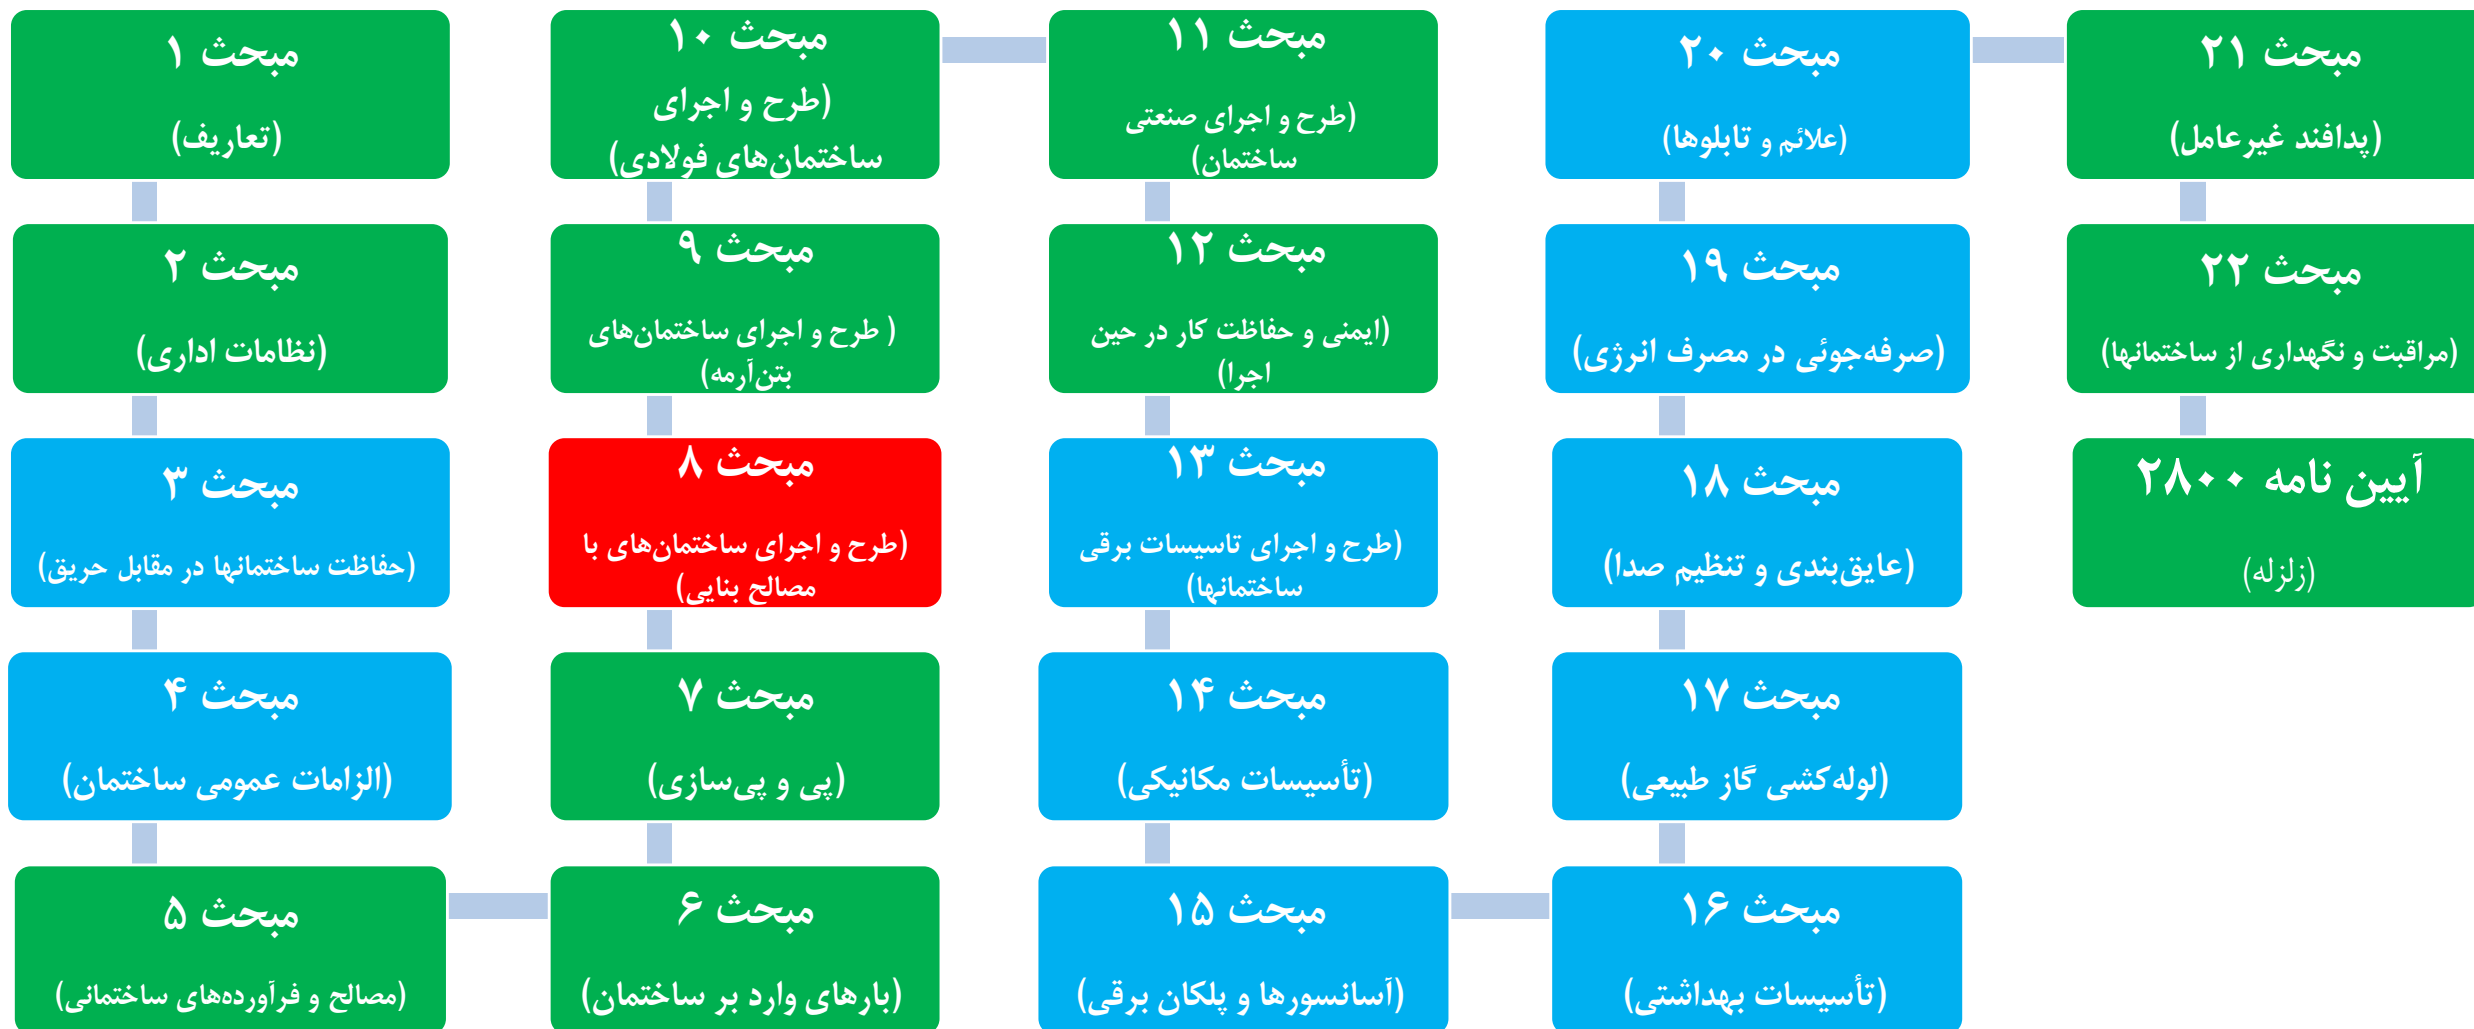 مبحث ۱
(تعاریف)
مبحث ۲
(نظامات اداری)
مبحث ۳
(حفاظت ساختمانها در مقابل حریق)
مبحث ۴
(الزامات عمومی ساختمان)
مبحث ۵
(مصالح و فرآورده‌های ساختمانی)
مبحث ۶
(بارهای وارد بر ساختمان)
مبحث ۷
(پی و پی‌سازی)
مبحث ۸
(طرح و اجرای ساختمان‌های با
مصالح بنایی)
مبحث ۹
( طرح و اجرای ساختمان‌های
بتن‌آرمه)
مبحث ۱۰
(طرح و اجرای
ساختمان‌های فولادی)
مبحث ۱۱
(طرح و اجرای صنعتی
ساختمان)
مبحث ۱۲
(ایمنی و حفاظت کار در حین
اجرا)
مبحث ۱۳
(طرح و اجرای تاسیسات برقی
ساختمانها)
مبحث ۱۴
(تأسیسات مکانیکی)
مبحث ۱۵
(آسانسورها و پلکان برقی)
مبحث ۱۶
(تأسیسات بهداشتی)
مبحث ۱۷
(لوله‌کشی گاز طبیعی)
مبحث ۱۸
(عایق‌بندی و تنظیم صدا)
مبحث ۱۹
(صرفه‌جوئی در مصرف انرژی)
مبحث ۲۰
(علائم و تابلوها)
مبحث ۲۱
(پدافند غیرعامل)
مبحث ۲۲
(مراقبت و نگهداری از ساختمانها)
آیین نامه ۲۸۰۰
(زلزله)